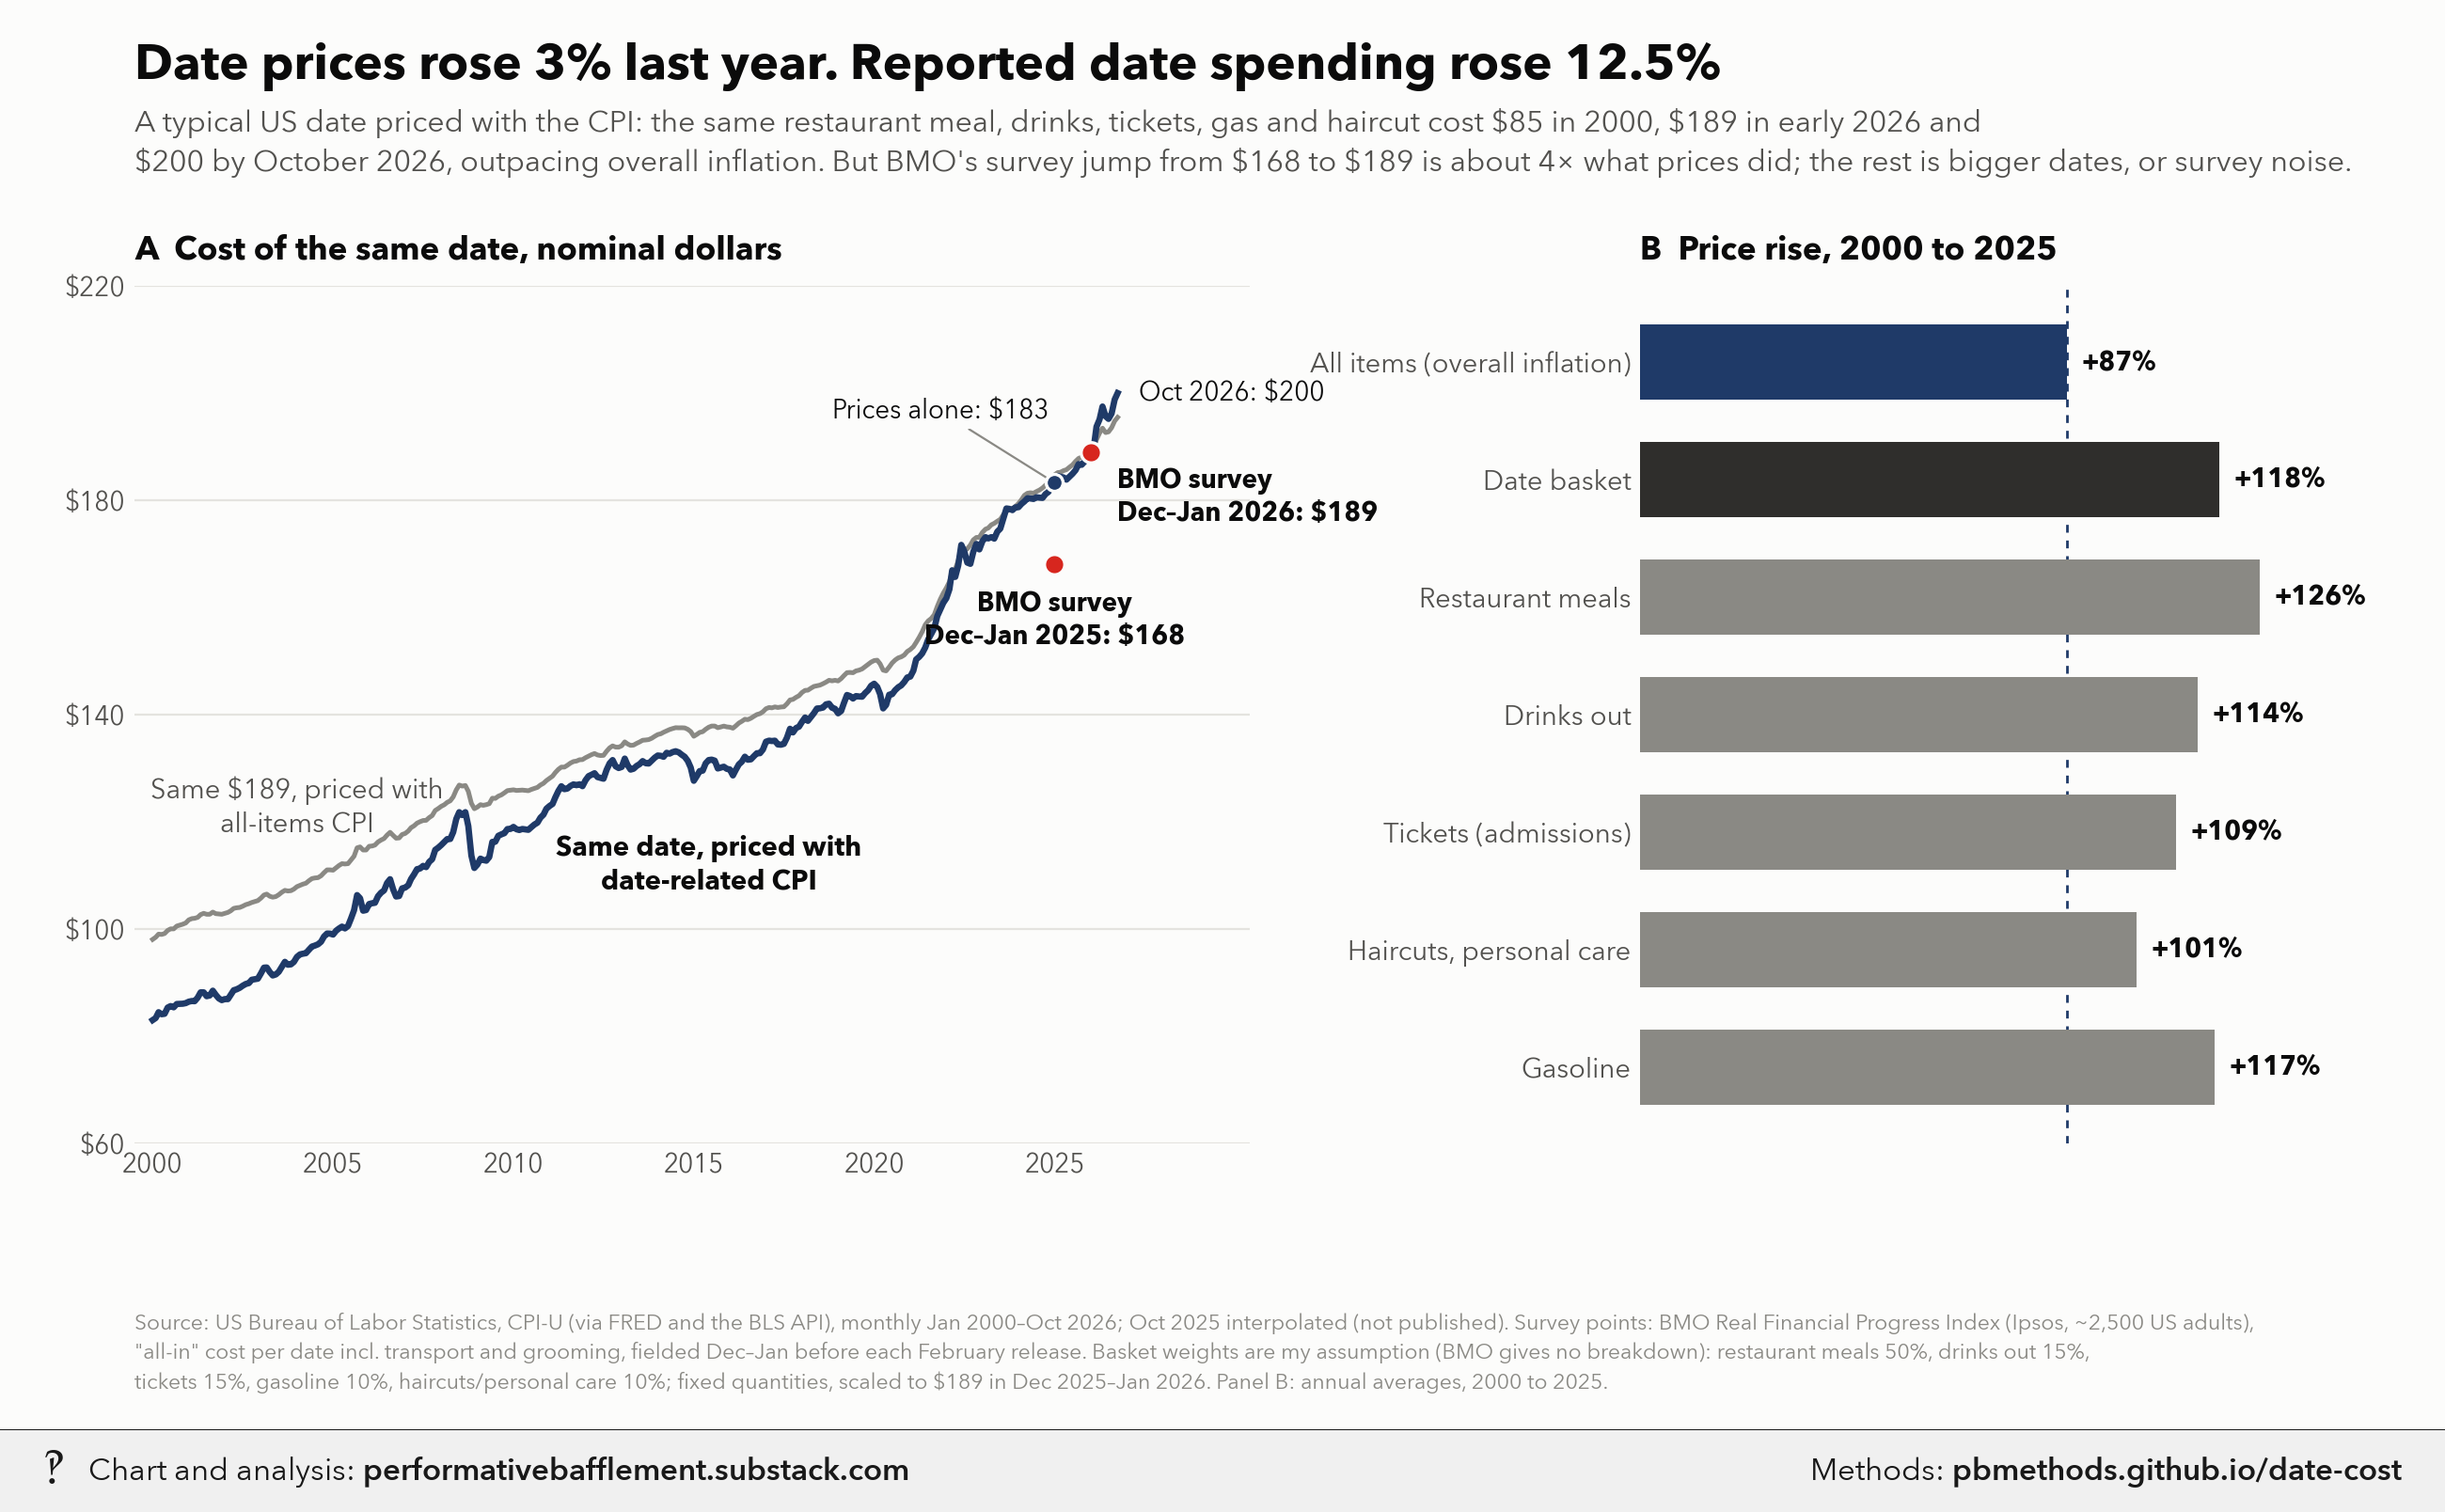 Date prices rose 3% last year. Reported date spending rose 12.5%
A typical US date priced with the CPI: the same restaurant meal, drinks, tickets, gas and haircut cost $85 in 2000, $189 in early 2026 and
$200 by October 2026, outpacing overall inflation. But BMO's survey jump from $168 to $189 is about 4× what prices did; the rest is bigger dates, or survey noise.
A Cost of the same date, nominal dollars
$220
$180
$140
$100
$60
2000 2005 2010 2015 2020 2025
Prices alone: $183
Oct 2026: $200
BMO survey
Dec–Jan 2026: $189
BMO survey
Dec–Jan 2025: $168
Same $189, priced with
all-items CPI
Same date, priced with
date-related CPI
B Price rise, 2000 to 2025
All items (overall inflation) +87%
Date basket +118%
Restaurant meals +126%
Drinks out +114%
Tickets (admissions) +109%
Haircuts, personal care +101%
Gasoline +117%
Source: US Bureau of Labor Statistics, CPI-U (via FRED and the BLS API), monthly Jan 2000–Oct 2026; Oct 2025 interpolated (not published). Survey points: BMO Real Financial Progress Index (Ipsos, ~2,500 US adults),
"all-in" cost per date incl. transport and grooming, fielded Dec–Jan before each February release. Basket weights are my assumption (BMO gives no breakdown): restaurant meals 50%, drinks out 15%,
tickets 15%, gasoline 10%, haircuts/personal care 10%; fixed quantities, scaled to $189 in Dec 2025–Jan 2026. Panel B: annual averages, 2000 to 2025.
‽ Chart and analysis: performativebafflement.substack.com
Methods: pbmethods.github.io/date-cost